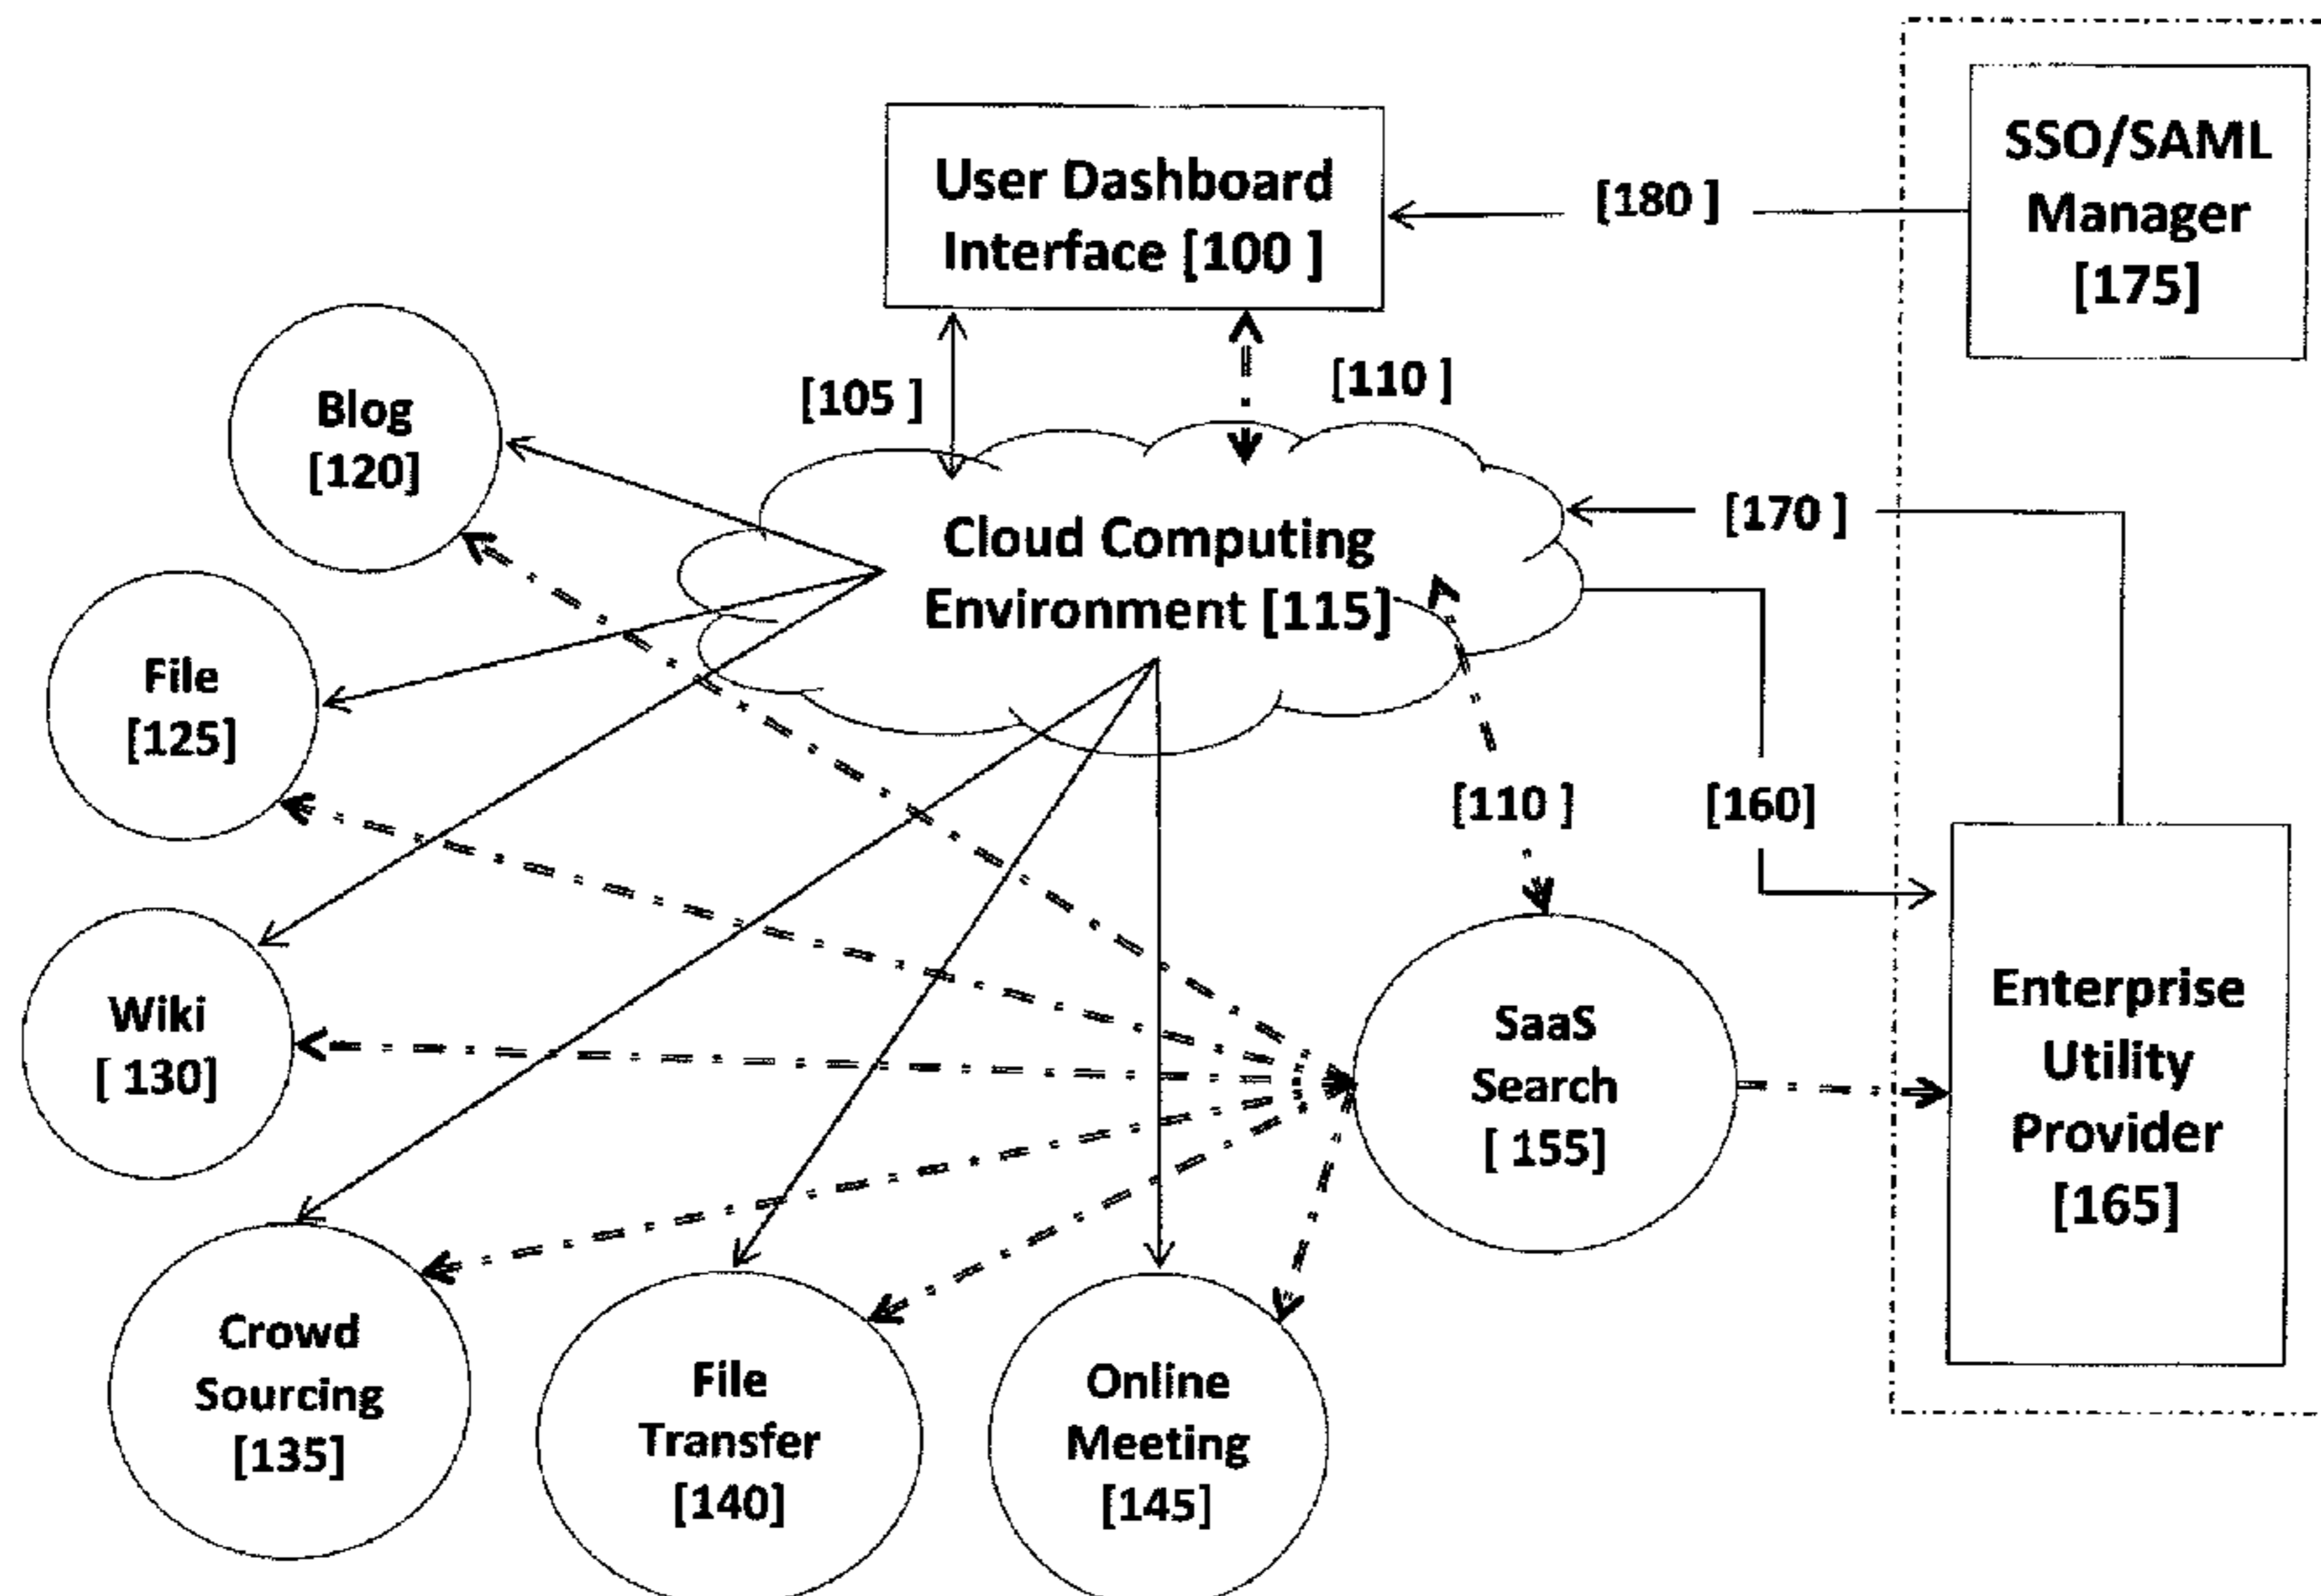 User Dashboard
Interface [100 ]
[180 ]
SSO/SAML
Manager
[175]
[105 ]
[110 ]
Blog
[120]
Cloud Computing
Environment [115]
[170 ]
File
[125]
[110 ]
[160]
Wiki
[ 130]
SaaS
Search
[ 155]
Enterprise
Utility
Provider
[165]
Crowd
Sourcing
[135]
File
Transfer
[140]
Online
Meeting
[145]